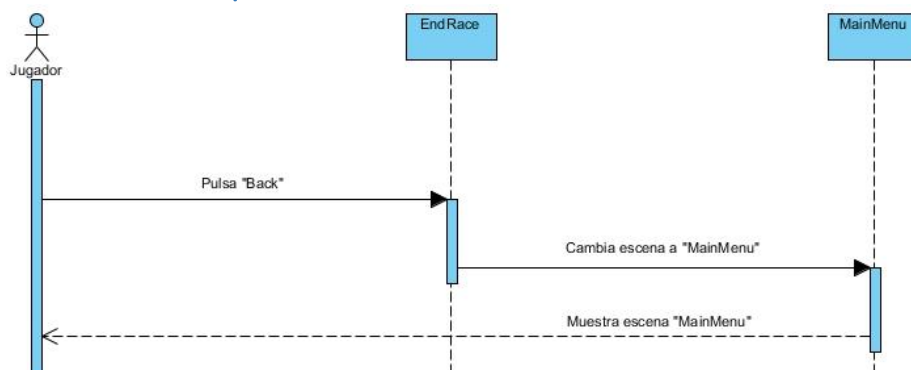 EndRace
MainMenu
Jugador
Pulsa "Back"
Cambia escena a "MainMenu"
Muestra escena "MainMenu"